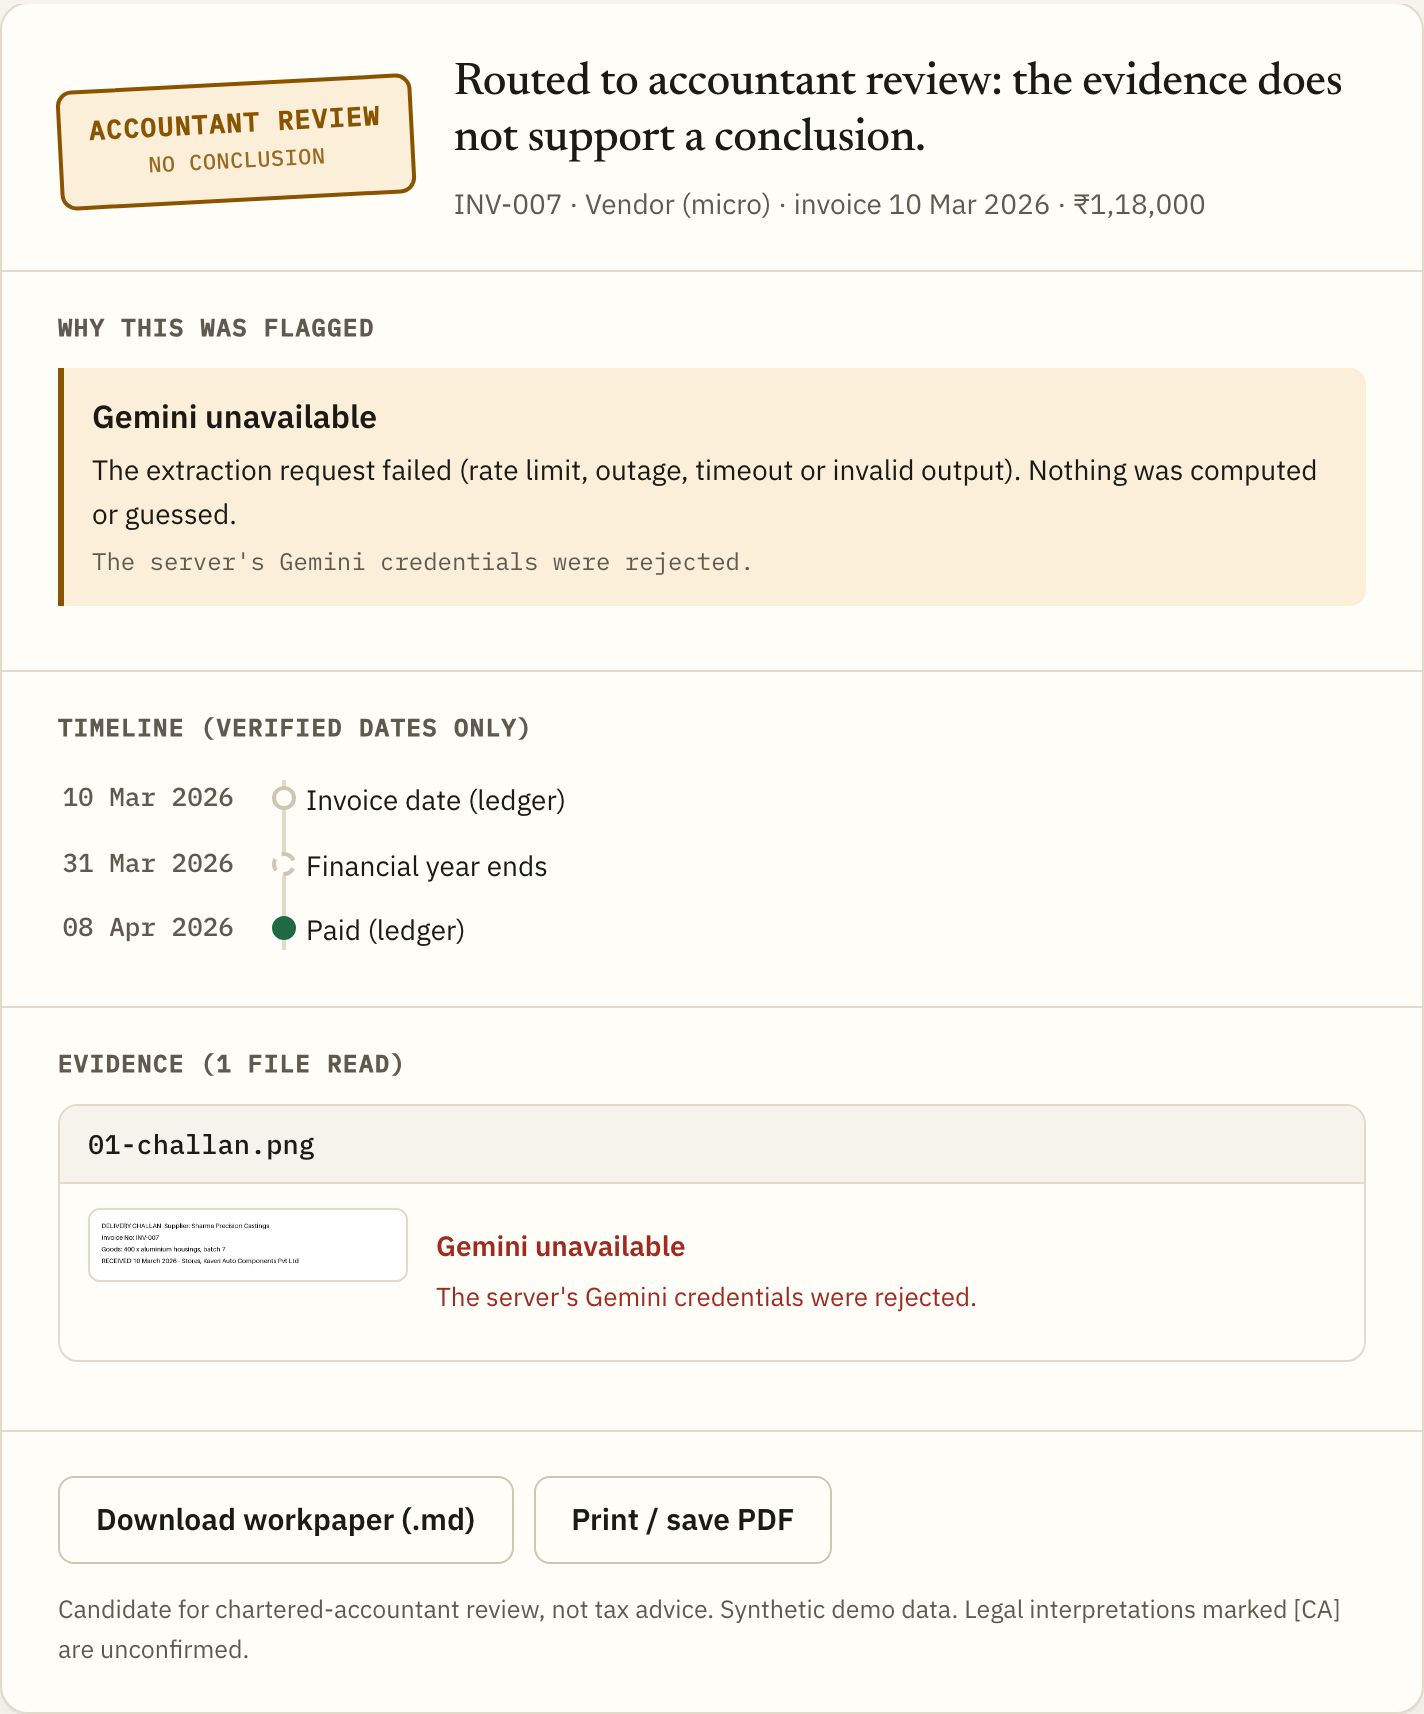 ACCOUNTANT REVIEW
NO CONCLUSION
Routed to accountant review: the evidence does
not support a conclusion.
INV-007 · Vendor (micro) · invoice 10 Mar 2026 · ₹1,18,000
WHY THIS WAS FLAGGED
Gemini unavailable
The extraction request failed (rate limit, outage, timeout or invalid output). Nothing was computed
or guessed.
The server's Gemini credentials were rejected.
TIMELINE (VERIFIED DATES ONLY)
10 Mar 2026 Invoice date (ledger)
31 Mar 2026 Financial year ends
08 Apr 2026 Paid (ledger)
EVIDENCE (1 FILE READ)
01-challan.png
DELIVERY CHALLAN Supplier: Sharma Precision Castings
Invoice No: INV-007
Goods: 400 x aluminium housings, batch 7
RECEIVED 10 March 2026 - Stores, Kaveri Auto Components Pvt Ltd
Gemini unavailable
The server's Gemini credentials were rejected.
Download workpaper (.md)
Print / save PDF
Candidate for chartered-accountant review, not tax advice. Synthetic demo data. Legal interpretations marked [CA]
are unconfirmed.